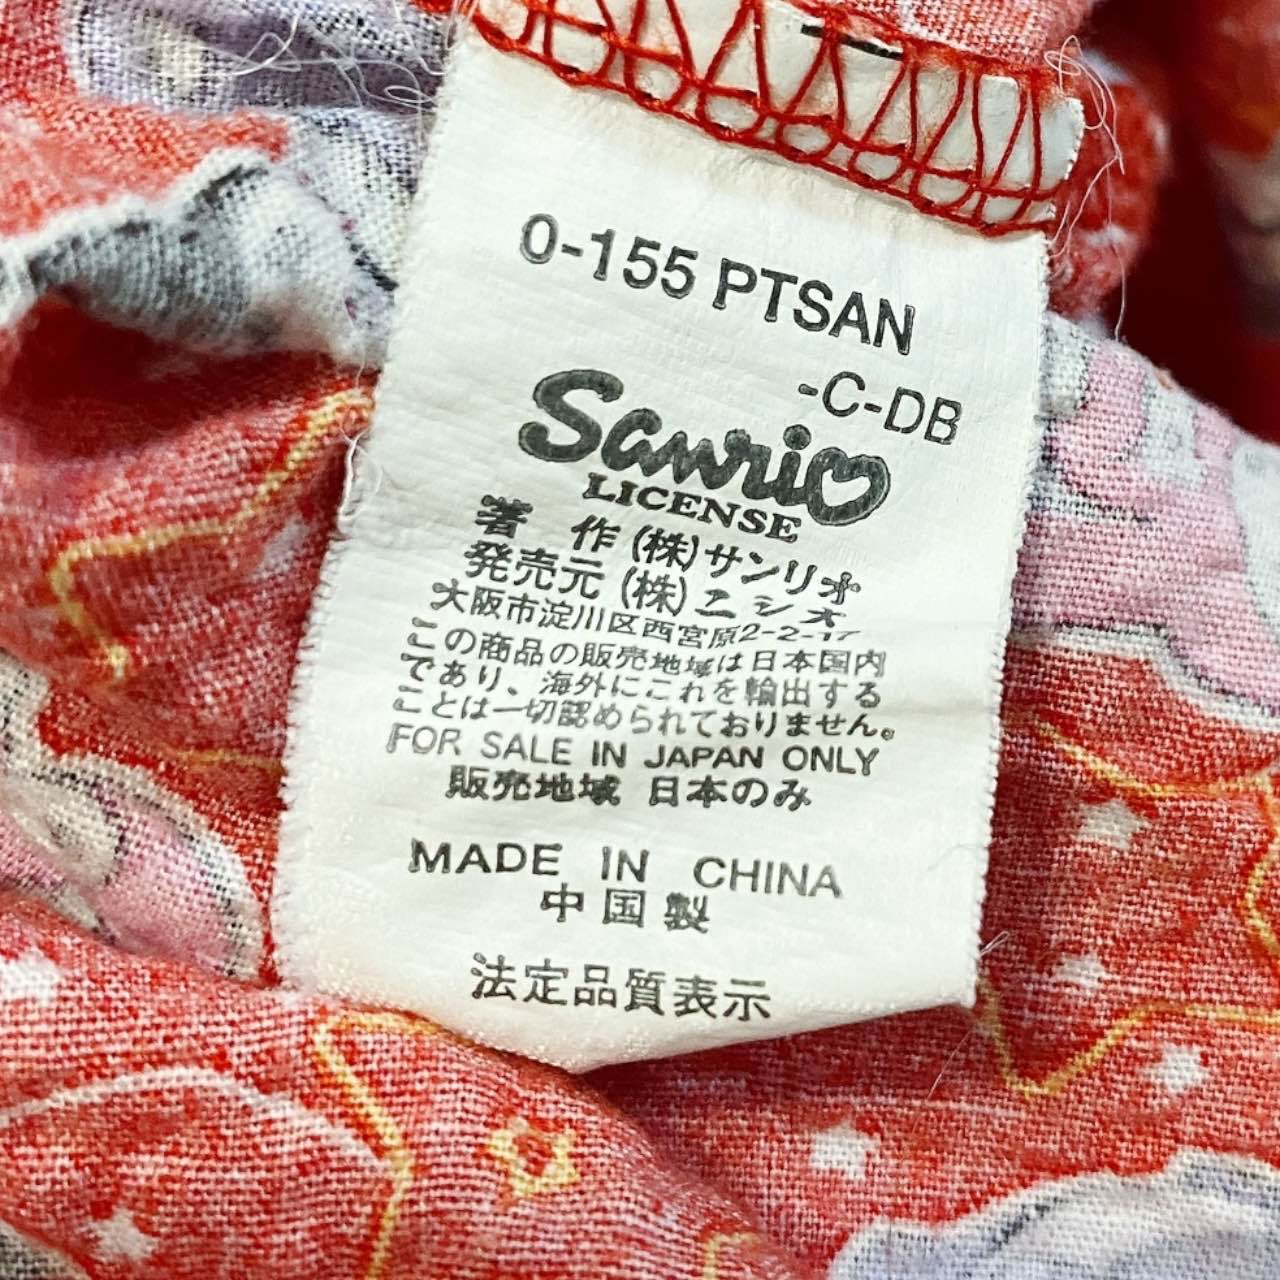 0-155 PTSAN
-C-DB
Sanrio
LICENSE
著 作 (株)サンリオ
発売元 (株)ニシオ
大阪市淀川区西宮原2-2-17
この商品の販売地域は日本国内
であり、海外にこれを輸出する
ことは一切認められておりません。
FOR SALE IN JAPAN ONLY
販売地域 日本のみ
MADE IN CHINA
中国製
法定品質表示